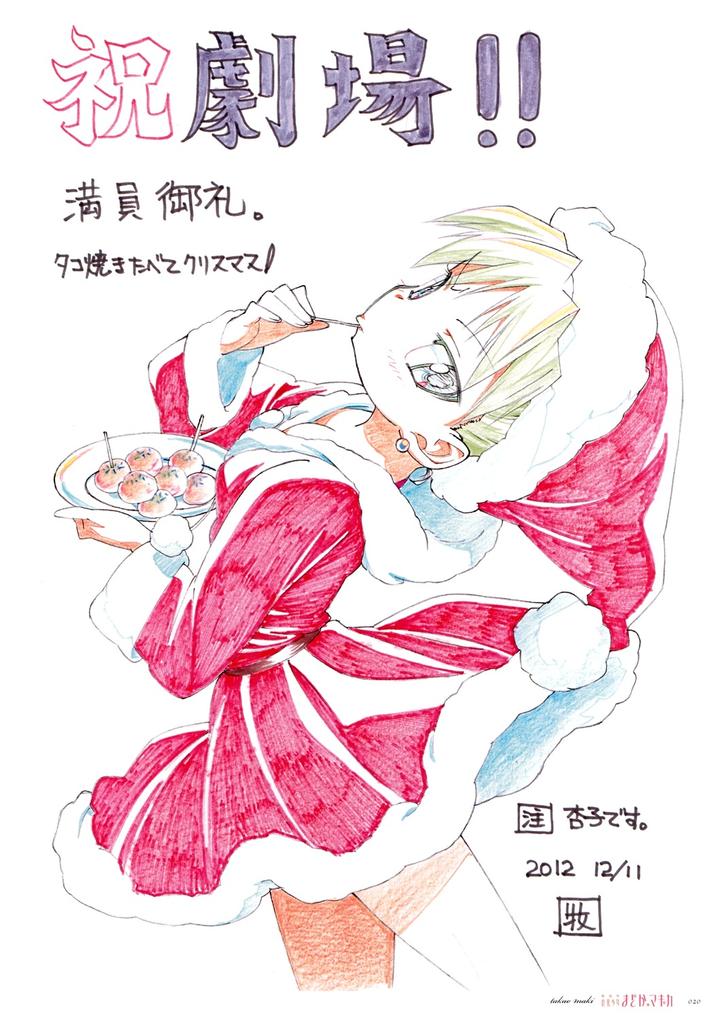 祝劇場!!
満員御礼。
タコ焼きたべてクリスマス!
注 杏子です。
2012 12/11
牧
takao maki まどか☆マギカ 020